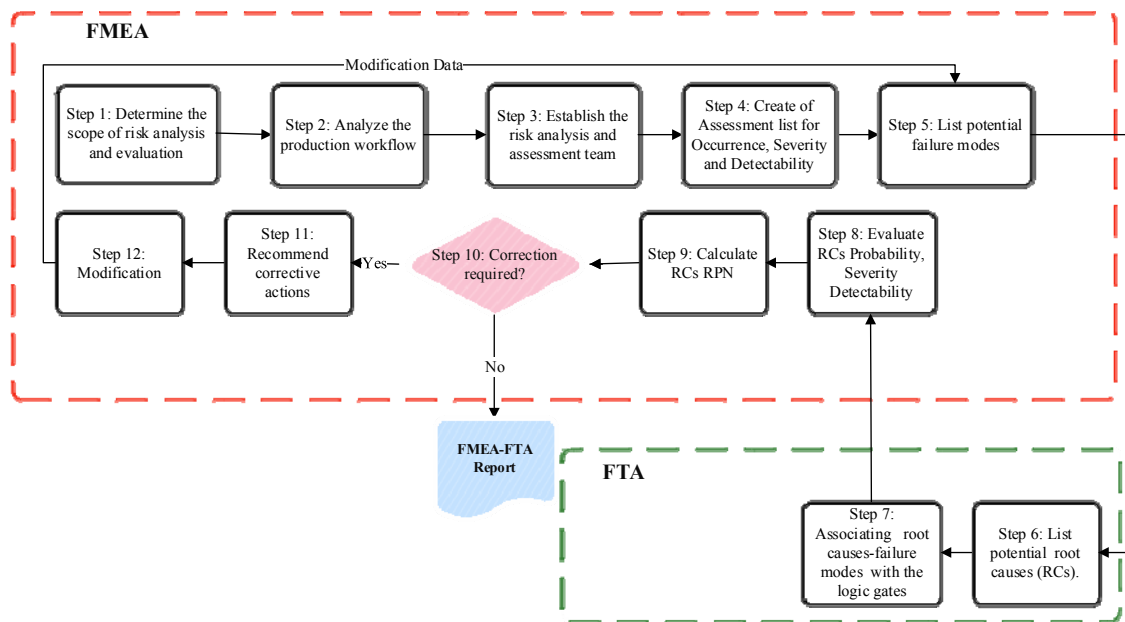 FMEA
Modification Data
Step 1: Determine the
scope of risk analysis
and evaluation
Step 2: Analyze the
production workflow
Step 3: Establish the
risk analysis and
assessment team
Step 4: Create of
Assessment list for
Occurrence, Severity
and Detectability
Step 5: List potential
failure modes
Step 12:
Modification
Step 11:
Recommend
corrective
actions
Yes
Step 10: Correction
required?
Step 9: Calculate
RCs RPN
Step 8: Evaluate
RCs Probability,
Severity
Detectability
No
FMEA-FTA
Report
FTA
Step 7:
Associating root
causes-failure
modes with the
logic gates
Step 6: List
potential root
causes (RCs).